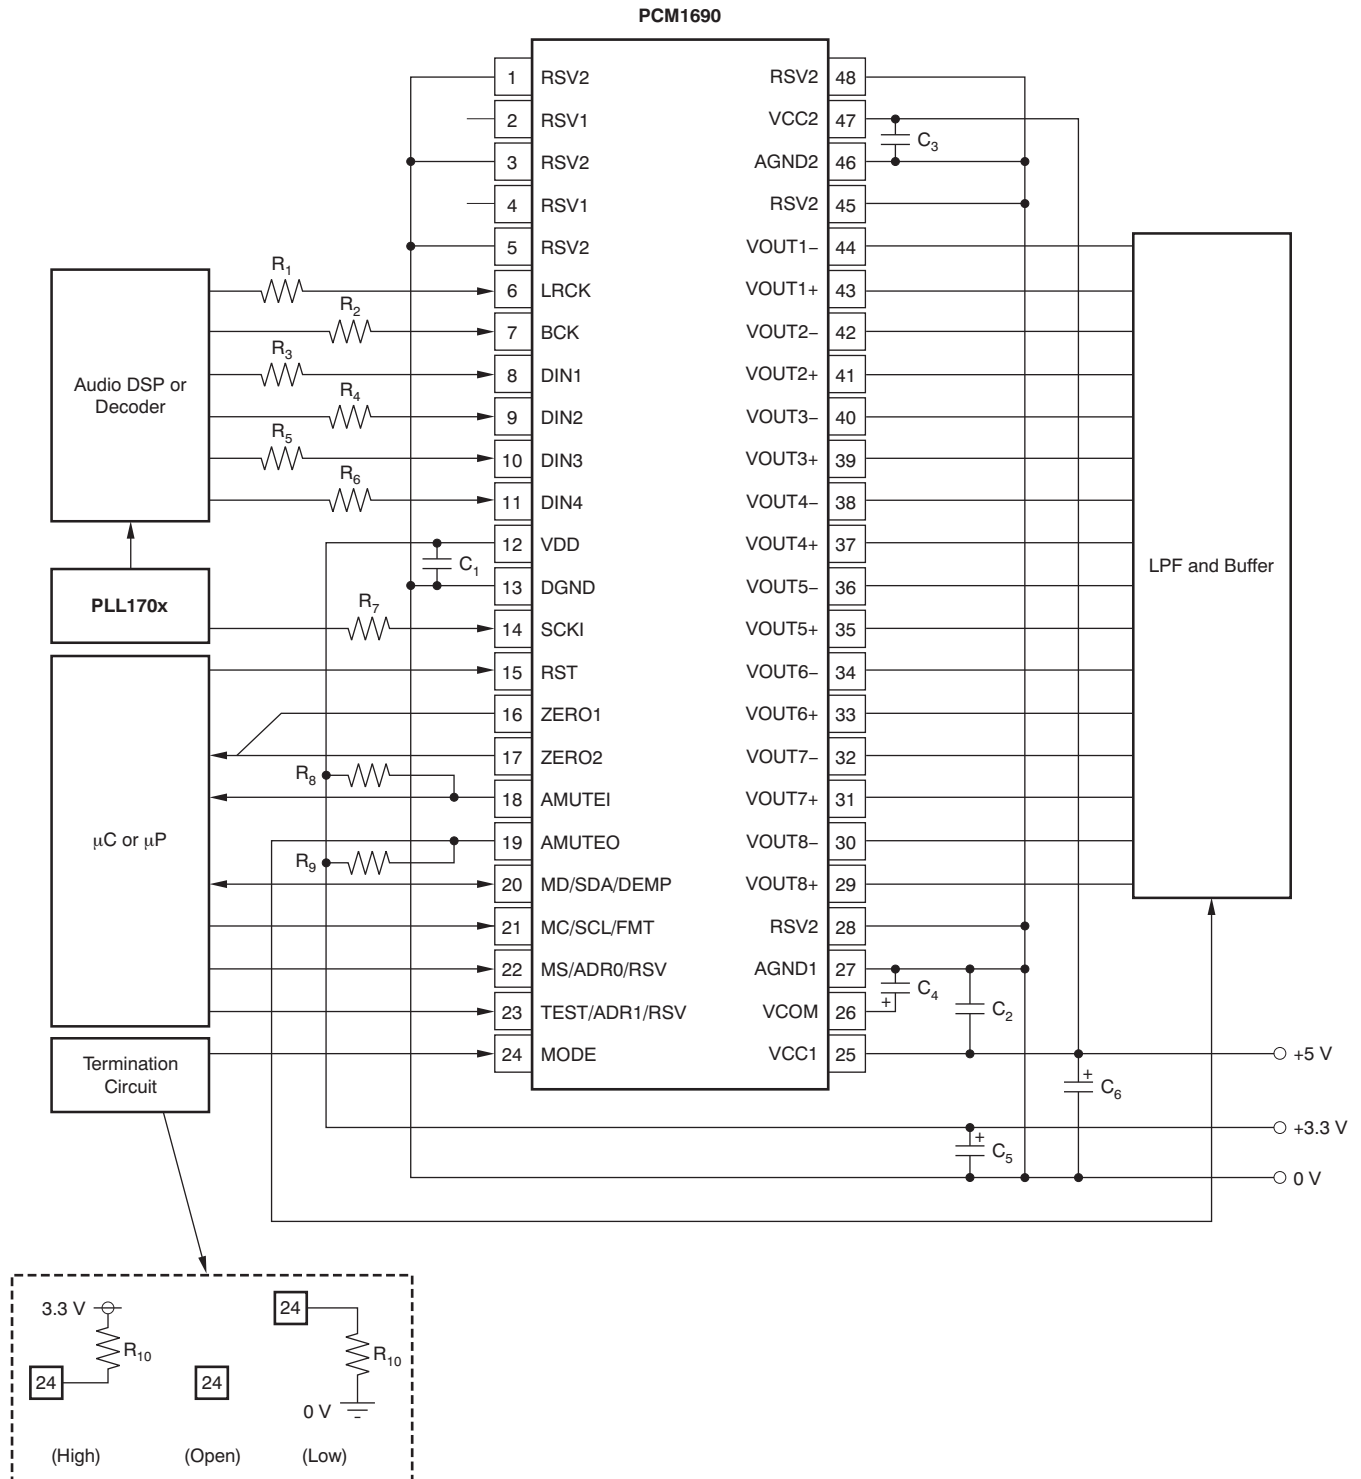 PCM1690
1 RSV2 RSV2 48
2 RSV1 VCC2 47
C3
3 RSV2 AGND2 46
4 RSV1 RSV2 45
5 RSV2 VOUT1− 44
R1
6 LRCK VOUT1+ 43
R2
7 BCK VOUT2− 42
R3
8 DIN1 VOUT2+ 41
Audio DSP or
Decoder
R4
9 DIN2 VOUT3− 40
R5
10 DIN3 VOUT3+ 39
R6
11 DIN4 VOUT4− 38
12 VDD VOUT4+ 37
C1
LPF and Buffer
13 DGND VOUT5− 36
PLL170x
R7
14 SCKI VOUT5+ 35
15 RST VOUT6− 34
16 ZERO1 VOUT6+ 33
17 ZERO2 VOUT7− 32
R8
18 AMUTEI VOUT7+ 31
μC or μP
19 AMUTEO VOUT8− 30
R9
20 MD/SDA/DEMP VOUT8+ 29
21 MC/SCL/FMT RSV2 28
22 MS/ADR0/RSV AGND1 27
C4
+
C2
23 TEST/ADR1/RSV VCOM 26
24 MODE VCC1 25
+5 V
Termination
Circuit
+
C6
+3.3 V
+
C5
0 V
3.3 V
R10
24
(High)
24
(Open)
24
R10
0 V
(Low)